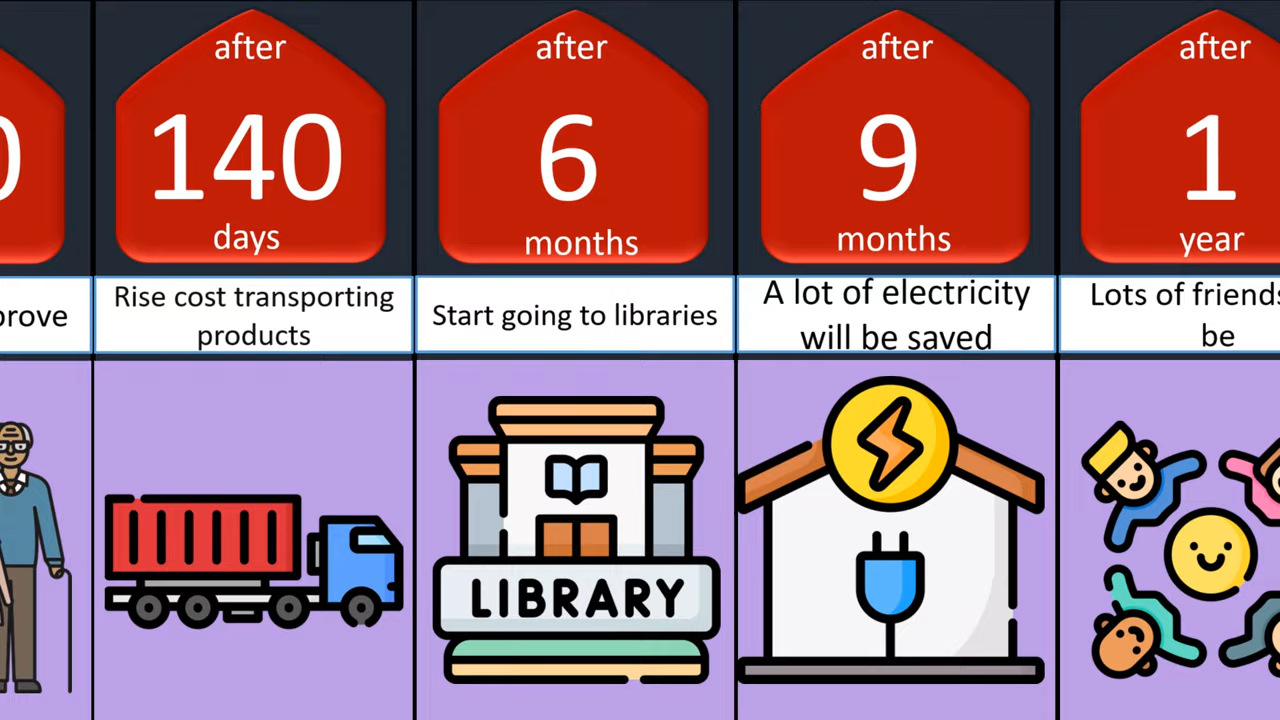 0
prove
after
140
days
Rise cost transporting
products
after
6
months
Start going to libraries
LIBRARY
after
9
months
A lot of electricity
will be saved
after
1
year
Lots of friends
be